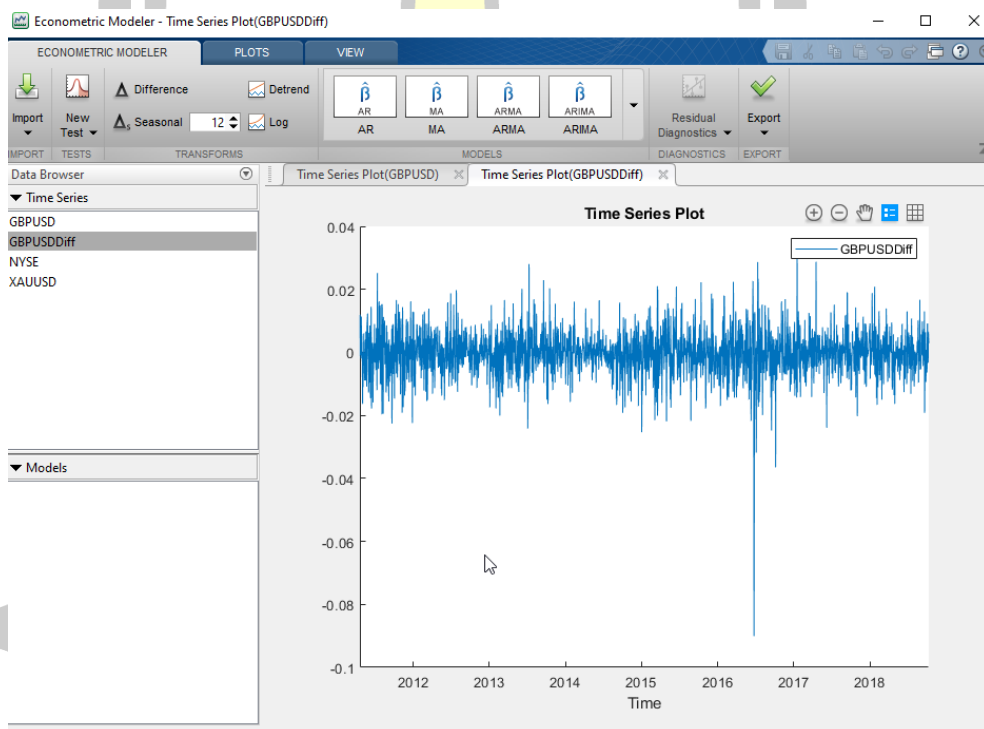 Econometric Modeler - Time Series Plot(GBPUSDDiff)
ECONOMETRIC MODELER PLOTS VIEW
Import New Test Δ Difference Detrend
Δs Seasonal 12 Log
β̂ AR AR
β̂ MA MA
β̂ ARMA ARMA
β̂ ARIMA ARIMA
Residual Diagnostics Export
IMPORT TESTS TRANSFORMS MODELS DIAGNOSTICS EXPORT
Data Browser
Time Series Plot(GBPUSD) Time Series Plot(GBPUSDDiff)
Time Series
GBPUSD
GBPUSDDiff
NYSE
XAUUSD
Models
Time Series Plot
GBPUSDDiff
0.04
0.02
0
-0.02
-0.04
-0.06
-0.08
-0.1
2012 2013 2014 2015 2016 2017 2018
Time